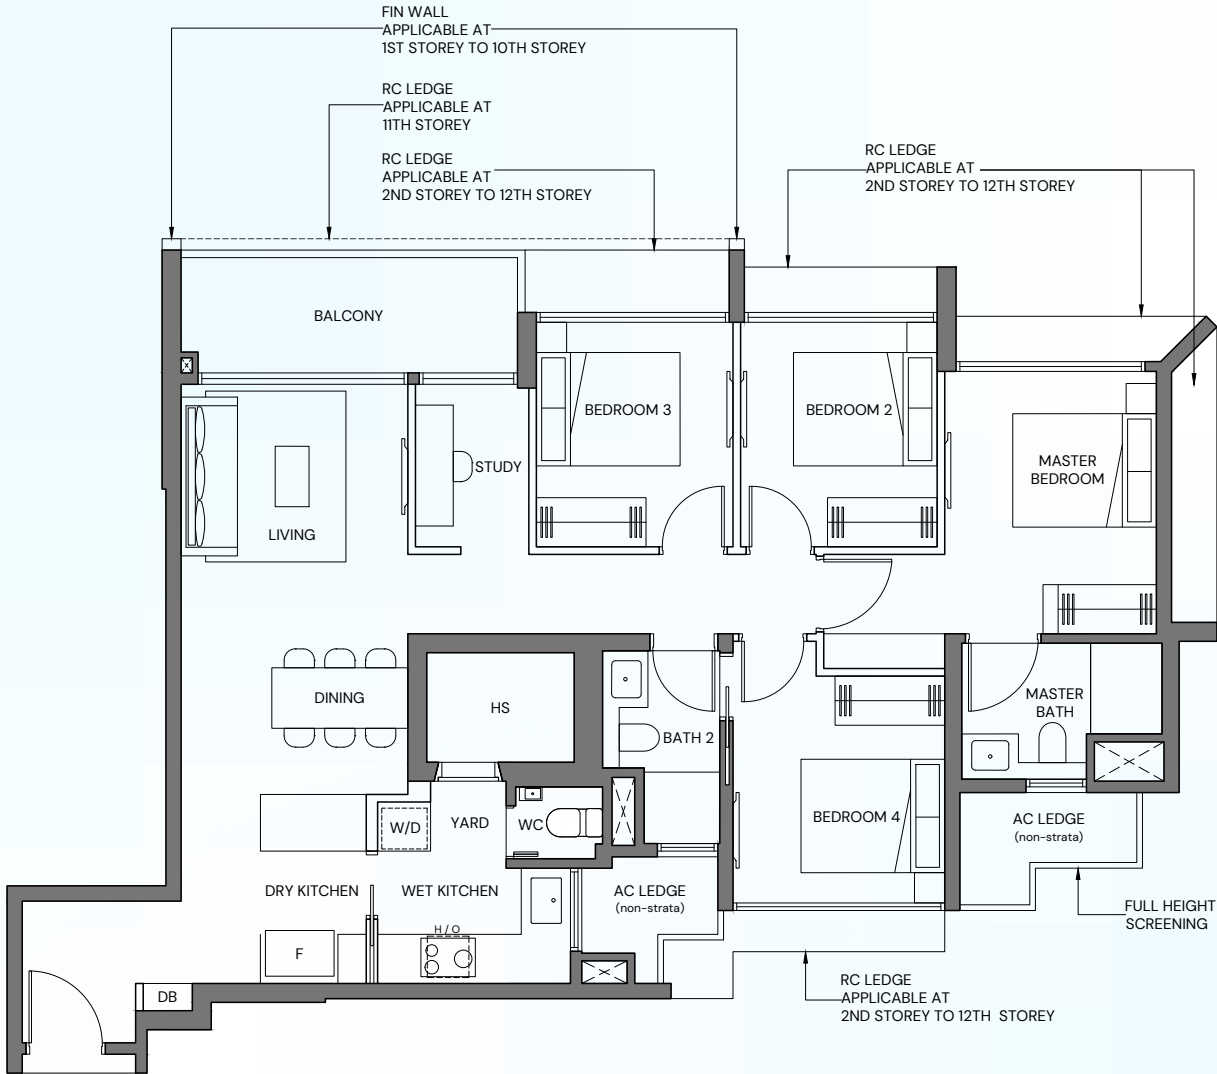 FIN WALL
APPLICABLE AT
1ST STOREY TO 10TH STOREY
RC LEDGE
APPLICABLE AT
11TH STOREY
RC LEDGE
APPLICABLE AT
2ND STOREY TO 12TH STOREY
RC LEDGE
APPLICABLE AT
2ND STOREY TO 12TH STOREY
BALCONY
BEDROOM 3
BEDROOM 2
MASTER
BEDROOM
STUDY
LIVING
DINING
HS
MASTER
BATH
BATH 2
W/D
YARD
WC
BEDROOM 4
AC LEDGE
(non-strata)
DRY KITCHEN
WET KITCHEN
AC LEDGE
(non-strata)
FULL HEIGHT
SCREENING
H/O
F
DB
RC LEDGE
APPLICABLE AT
2ND STOREY TO 12TH STOREY